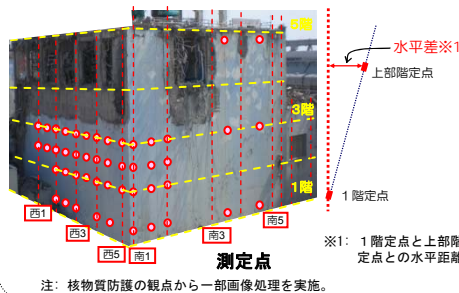 5階
水平差※1
上部階定点
3階
1階
1階定点
西1
西3
西5
南1
南3
南5
測定点
※1: 1階定点と上部階
定点との水平距離
注: 核物質防護の観点から一部画像処理を実施。